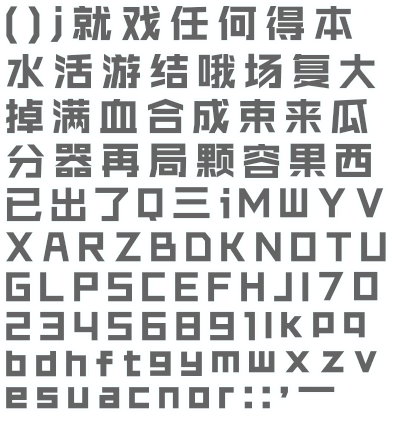 ()j就戏任何得本
水活游结哦场复大
掉满血合成束来瓜
分器再局颗容果西
已出了Q三iMWYV
XARZBDKNOTU
GLPSCEFHJI70
234568911kpq
bdhftgymwxzv
esuacnor::’一